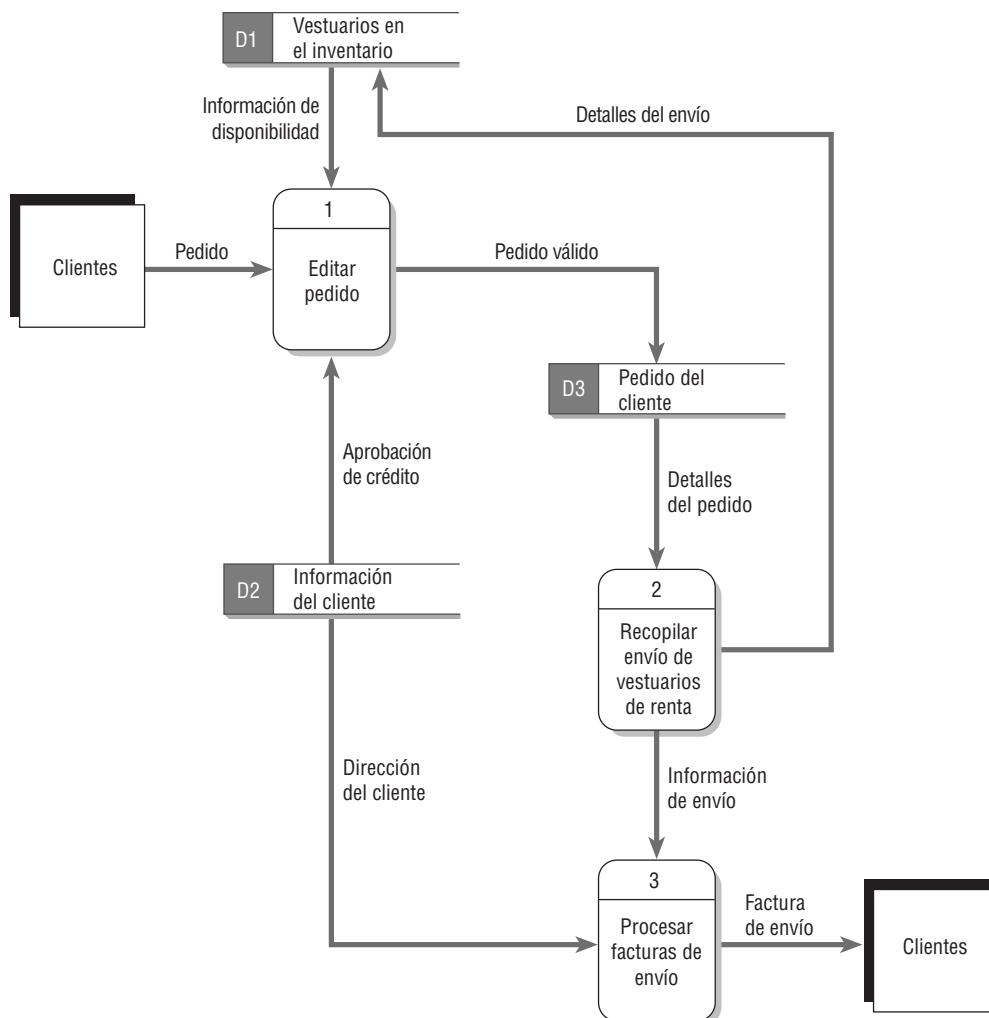 D1
Vestuarios en
el inventario
Información de
disponibilidad
Detalles del envío
1
Clientes
Pedido
Editar
pedido
Pedido válido
D3
Pedido del
cliente
Aprobación
de crédito
Detalles
del pedido
D2
Información
del cliente
2
Recopilar
envío de
vestuarios
de renta
Dirección
del cliente
Información
de envío
3
Procesar
facturas de
envío
Factura
de envío
Clientes